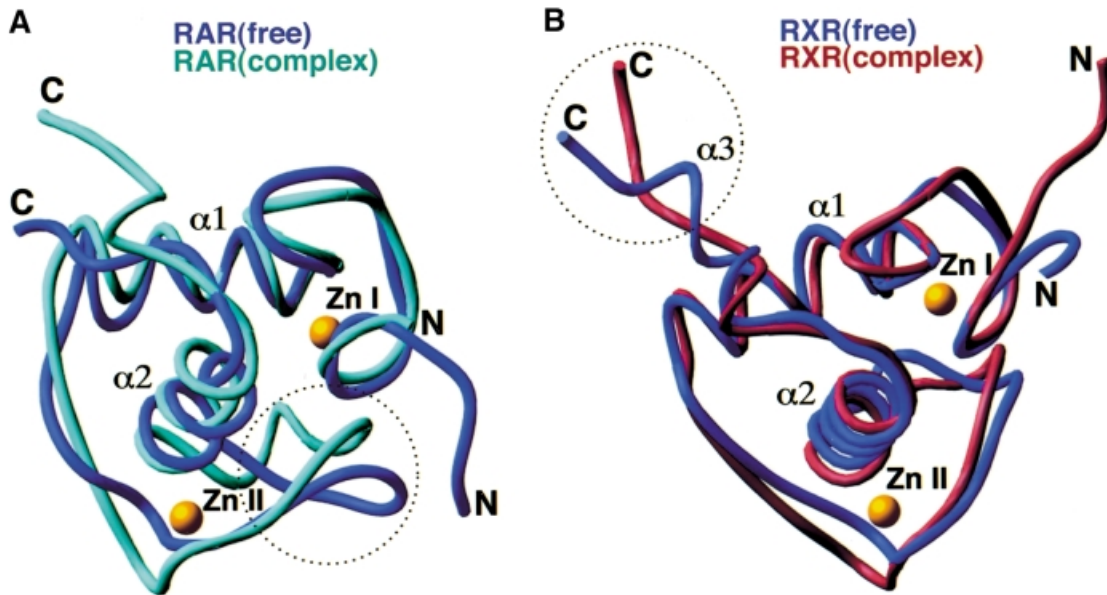 A
RAR(free)
RAR(complex)
C
C
α1
Zn I
N
α2
Zn II
N
B
RXR(free)
RXR(complex)
C
N
C
α3
α1
Zn I
N
α2
Zn II